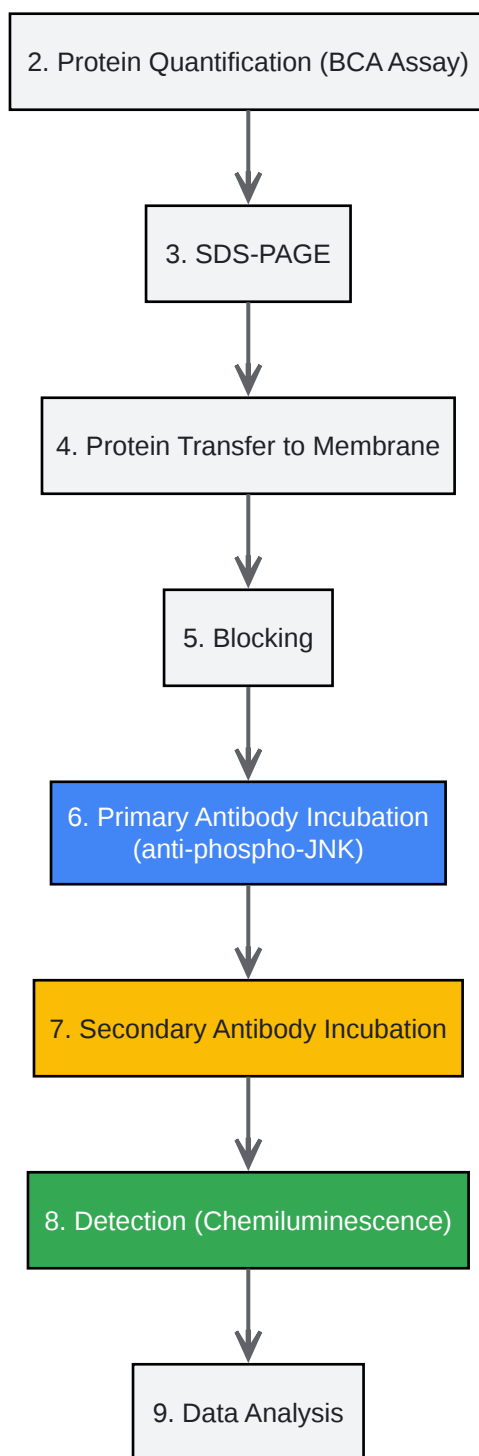 2. Protein Quantification (BCA Assay)
3. SDS-PAGE
4. Protein Transfer to Membrane
5. Blocking
6. Primary Antibody Incubation
(anti-phospho-JNK)
7. Secondary Antibody Incubation
8. Detection (Chemiluminescence)
9. Data Analysis